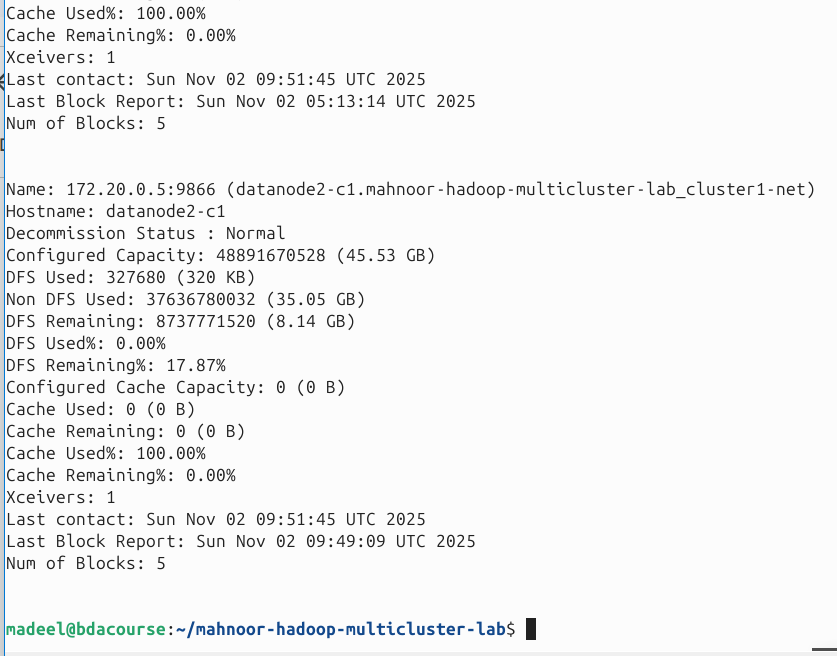 Cache Used%: 100.00%
Cache Remaining%: 0.00%
Xceivers: 1
Last contact: Sun Nov 02 09:51:45 UTC 2025
Last Block Report: Sun Nov 02 05:13:14 UTC 2025
Num of Blocks: 5
Name: 172.20.0.5:9866 (datanode2-c1.mahnoor-hadoop-multicluster-lab_cluster1-net)
Hostname: datanode2-c1
Decommission Status : Normal
Configured Capacity: 48891670528 (45.53 GB)
DFS Used: 327680 (320 KB)
Non DFS Used: 37636780032 (35.05 GB)
DFS Remaining: 8737771520 (8.14 GB)
DFS Used%: 0.00%
DFS Remaining%: 17.87%
Configured Cache Capacity: 0 (0 B)
Cache Used: 0 (0 B)
Cache Remaining: 0 (0 B)
Cache Used%: 100.00%
Cache Remaining%: 0.00%
Xceivers: 1
Last contact: Sun Nov 02 09:51:45 UTC 2025
Last Block Report: Sun Nov 02 09:49:09 UTC 2025
Num of Blocks: 5
madeel@bdacourse:~/mahnoor-hadoop-multicluster-lab$